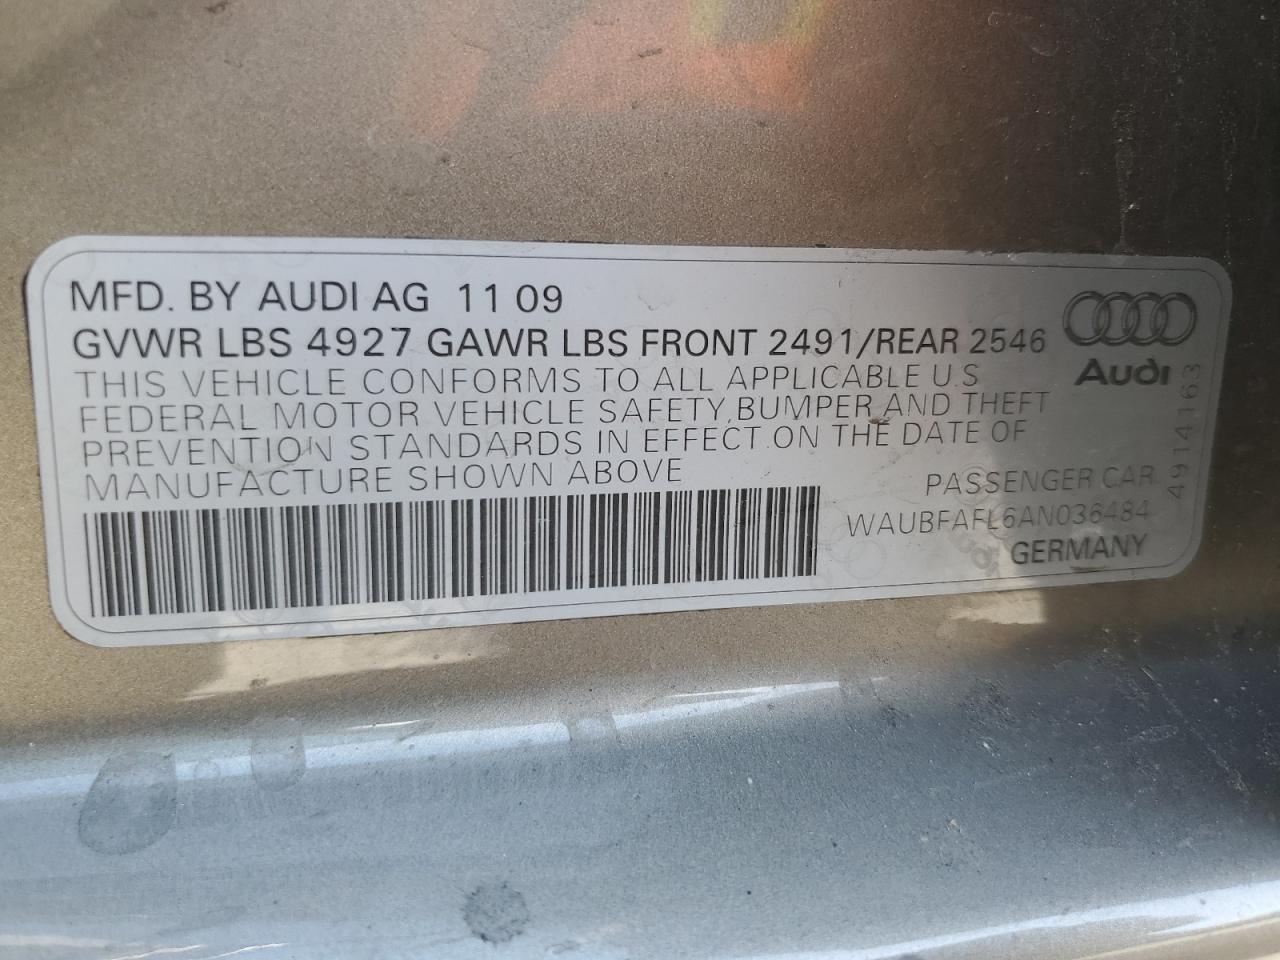 MFD. BY AUDI AG 11 09
GVWR LBS 4927 GAWR LBS FRONT 2491/REAR 2546
THIS VEHICLE CONFORMS TO ALL APPLICABLE U.S
FEDERAL MOTOR VEHICLE SAFETY, BUMPER AND THEFT
PREVENTION STANDARDS IN EFFECT ON THE DATE OF
MANUFACTURE SHOWN ABOVE
Audi
PASSENGER CAR
WAUBFAFL6AN036484
GERMANY
4914163